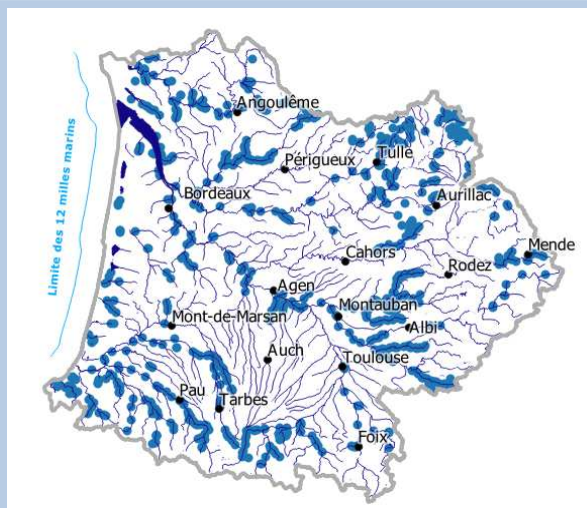 Limite des 12 milles marins
Angoulême
Périgueux
Tulle
Bordeaux
Aurillac
Cahors
Rodez
Mende
Agen
Montauban
Mont-de-Marsan
Albi
Auch
Toulouse
Pau
Tarbes
Foix